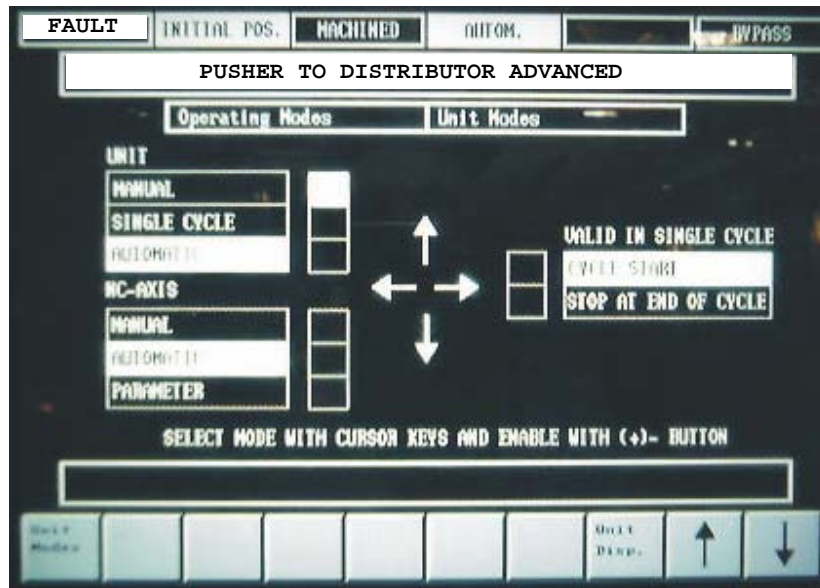 FAULT INITIAL POS. MACHINED AUTOM. BYPASS
PUSHER TO DISTRIBUTOR ADVANCED
Operating Modes Unit Modes
UNIT
MANUAL
SINGLE CYCLE
AUTOMATIC
VALID IN SINGLE CYCLE
CYCLE START
STOP AT END OF CYCLE
NC-AXIS
MANUAL
AUTOMATIC
PARAMETER
SELECT MODE WITH CURSOR KEYS AND ENABLE WITH (+)- BUTTON
Unit Modes
Unit Disp.